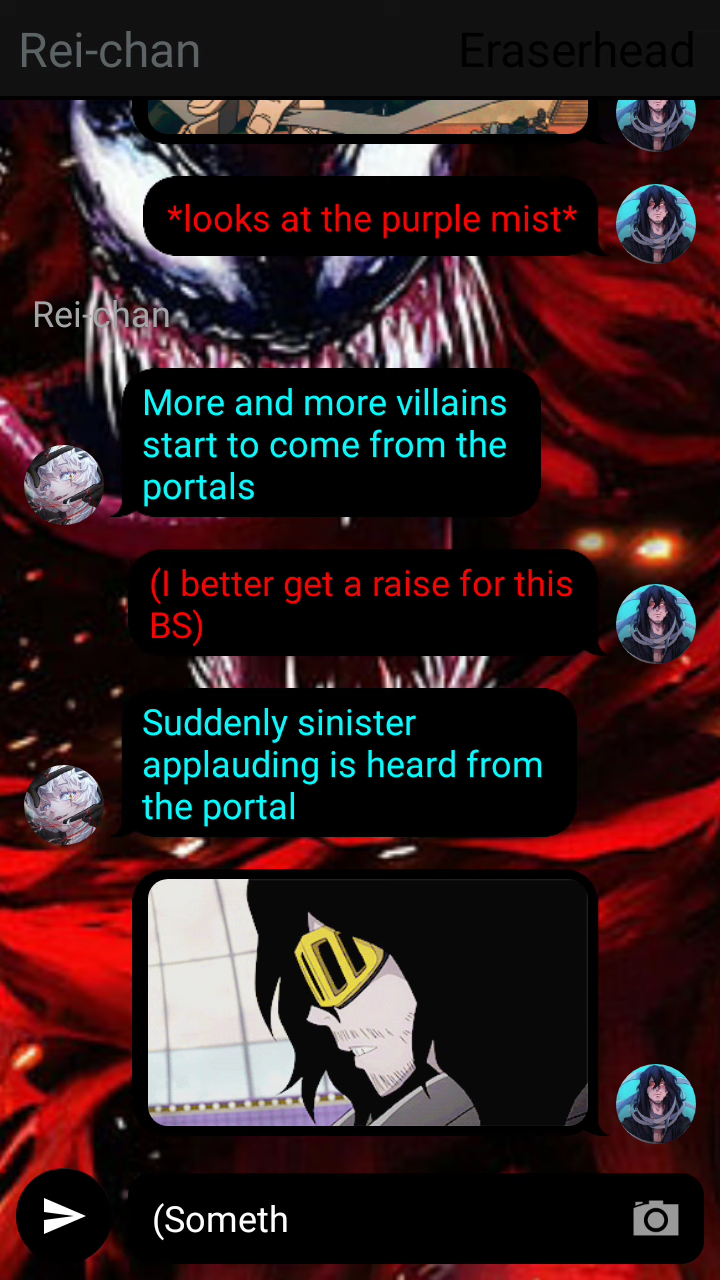 Rei-chan Eraserhead
*looks at the purple mist*
Rei-chan
More and more villains
start to come from the
portals
(I better get a raise for this
BS)
Suddenly sinister
applauding is heard from
the portal
(Someth